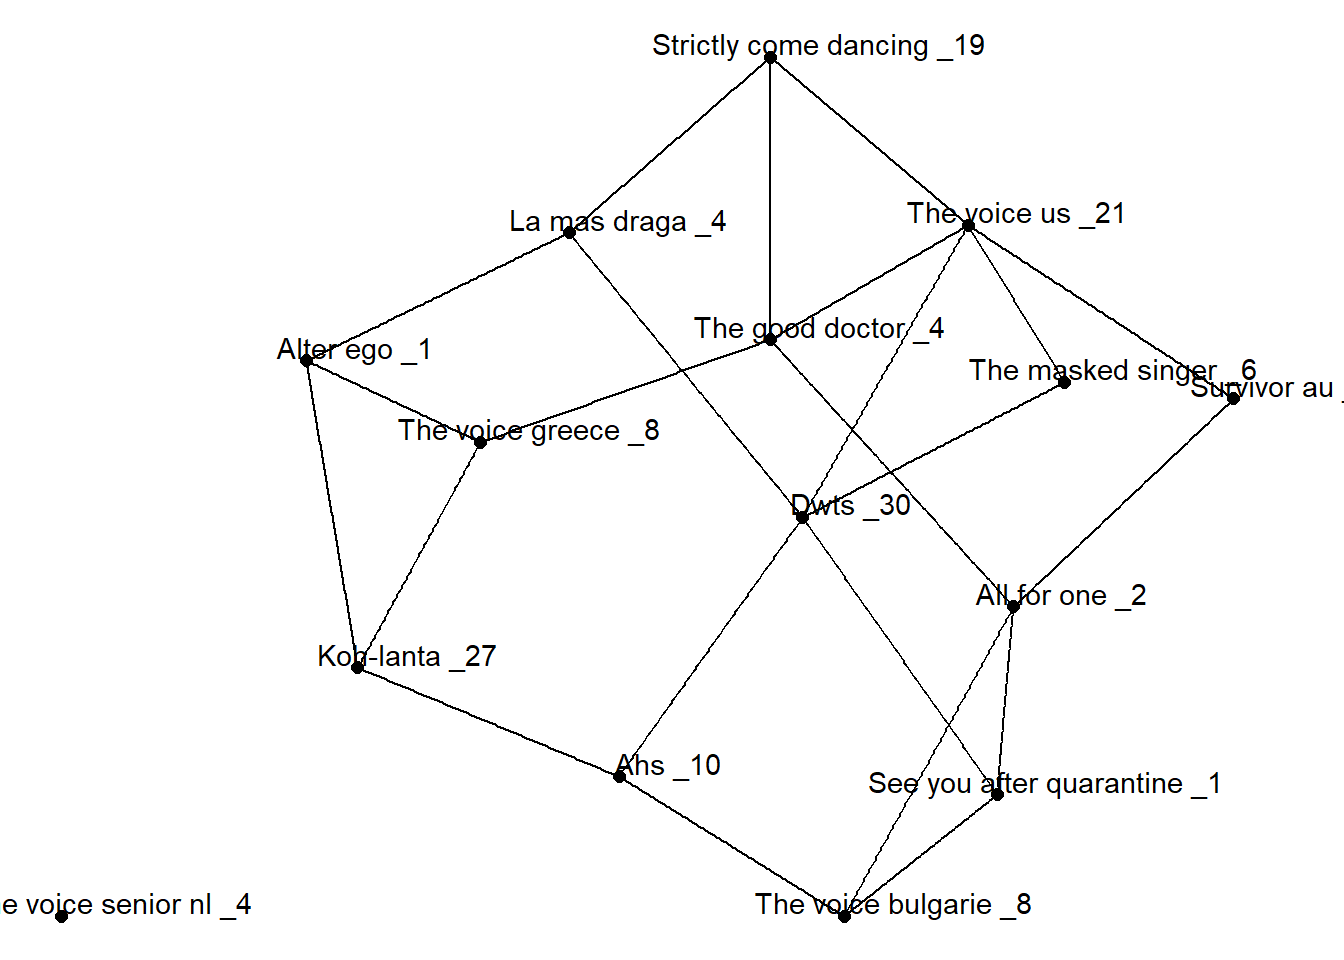 Strictly come dancing _19
La mas draga _4
The voice us _21
The good doctor _4
Alter ego _1
The masked singer _6
Survivor au _
The voice greece _8
Dwts _30
All for one _2
Koh-lanta _27
Ahs _10
See you after quarantine _1
e voice senior nl _4
The voice bulgarie _8